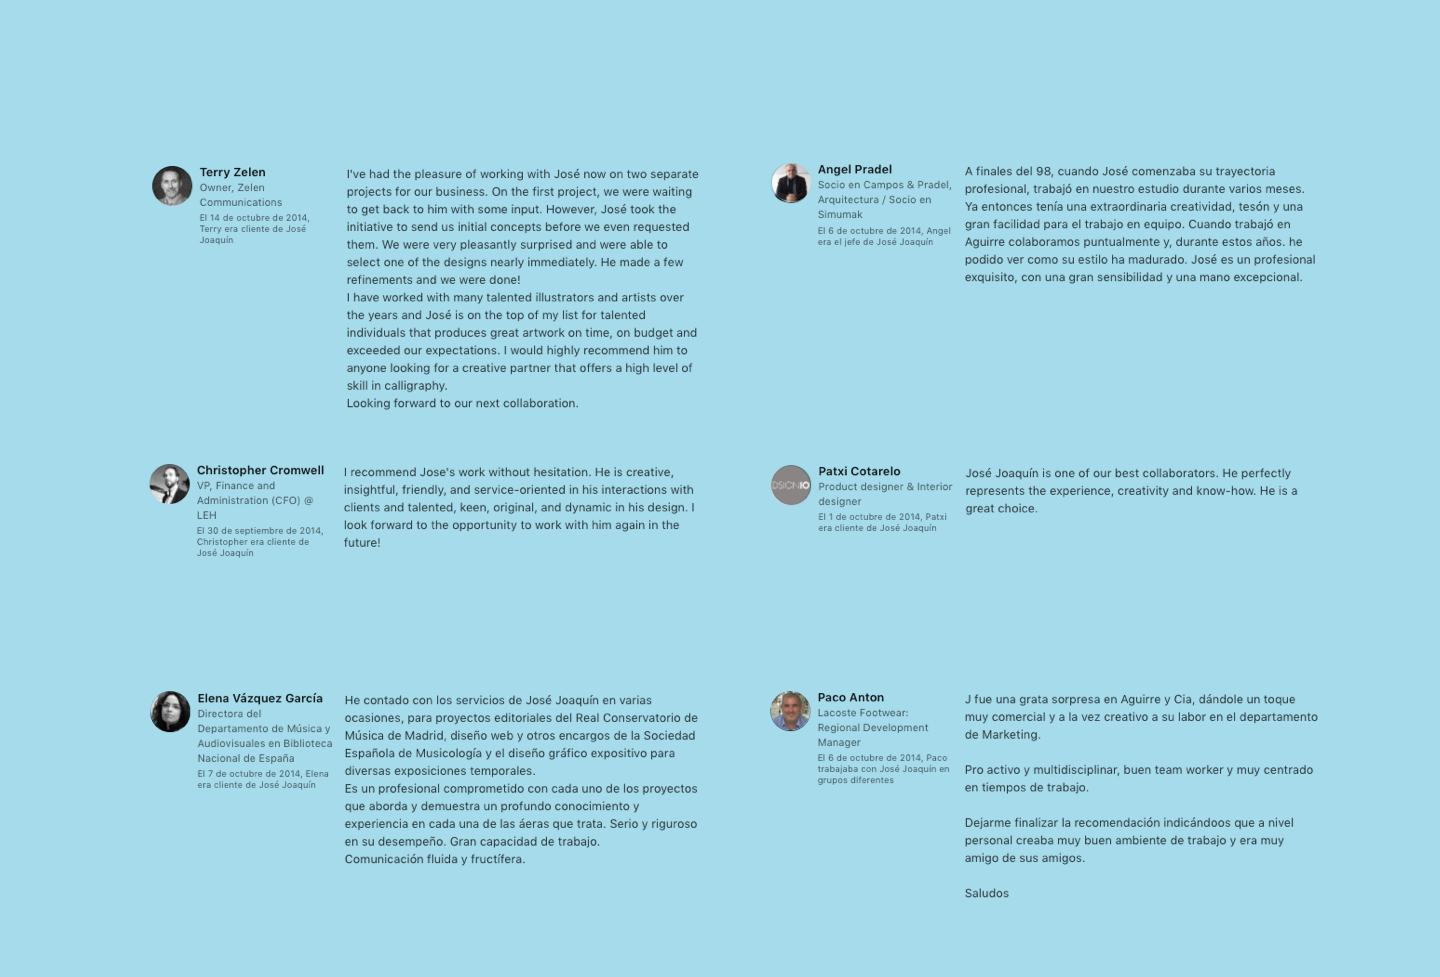 Terry Zelen
Owner, Zelen
Communications
El 14 de octubre de 2014,
Terry era cliente de José
Joaquín
I've had the pleasure of working with José now on two separate
projects for our business. On the first project, we were waiting
to get back to him with some input. However, José took the
initiative to send us initial concepts before we even requested
them. We were very pleasantly surprised and were able to
select one of the designs nearly immediately. He made a few
refinements and we were done!
I have worked with many talented illustrators and artists over
the years and José is on the top of my list for talented
individuals that produces great artwork on time, on budget and
exceeded our expectations. I would highly recommend him to
anyone looking for a creative partner that offers a high level of
skill in calligraphy.
Looking forward to our next collaboration.
Angel Pradel
Socio en Campos & Pradel,
Arquitectura / Socio en
Simumak
El 6 de octubre de 2014, Angel
era el jefe de José Joaquín
A finales del 98, cuando José comenzaba su trayectoria
profesional, trabajó en nuestro estudio durante varios meses.
Ya entonces tenía una extraordinaria creatividad, tesón y una
gran facilidad para el trabajo en equipo. Cuando trabajó en
Aguirre colaboramos puntualmente y, durante estos años. he
podido ver como su estilo ha madurado. José es un profesional
exquisito, con una gran sensibilidad y una mano excepcional.
Christopher Cromwell
VP, Finance and
Administration (CFO) @
LEH
El 30 de septiembre de 2014,
Christopher era cliente de
José Joaquín
I recommend Jose's work without hesitation. He is creative,
insightful, friendly, and service-oriented in his interactions with
clients and talented, keen, original, and dynamic in his design. I
look forward to the opportunity to work with him again in the
future!
DSIGNIO
Patxi Cotarelo
Product designer & Interior
designer
El 1 de octubre de 2014, Patxi
era cliente de José Joaquín
José Joaquín is one of our best collaborators. He perfectly
represents the experience, creativity and know-how. He is a
great choice.
Elena Vázquez García
Directora del
Departamento de Música y
Audiovisuales en Biblioteca
Nacional de España
El 7 de octubre de 2014, Elena
era cliente de José Joaquín
He contado con los servicios de José Joaquín en varias
ocasiones, para proyectos editoriales del Real Conservatorio de
Música de Madrid, diseño web y otros encargos de la Sociedad
Española de Musicología y el diseño gráfico expositivo para
diversas exposiciones temporales.
Es un profesional comprometido con cada uno de los proyectos
que aborda y demuestra un profundo conocimiento y
experiencia en cada una de las áeras que trata. Serio y riguroso
en su desempeño. Gran capacidad de trabajo.
Comunicación fluida y fructífera.
Paco Anton
Lacoste Footwear:
Regional Development
Manager
El 6 de octubre de 2014, Paco
trabajaba con José Joaquín en
grupos diferentes
J fue una grata sorpresa en Aguirre y Cia, dándole un toque
muy comercial y a la vez creativo a su labor en el departamento
de Marketing.
Pro activo y multidisciplinar, buen team worker y muy centrado
en tiempos de trabajo.
Dejarme finalizar la recomendación indicándoos que a nivel
personal creaba muy buen ambiente de trabajo y era muy
amigo de sus amigos.
Saludos